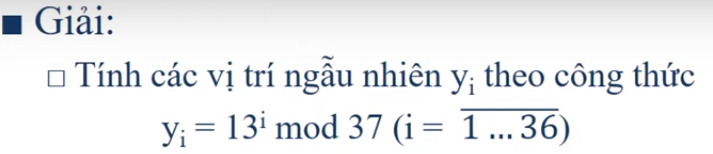 ■ Giải:
□ Tính các vị trí ngẫu nhiên yᵢ theo công thức
yᵢ = 13ⁱ mod 37 (i = 1 ... 36)